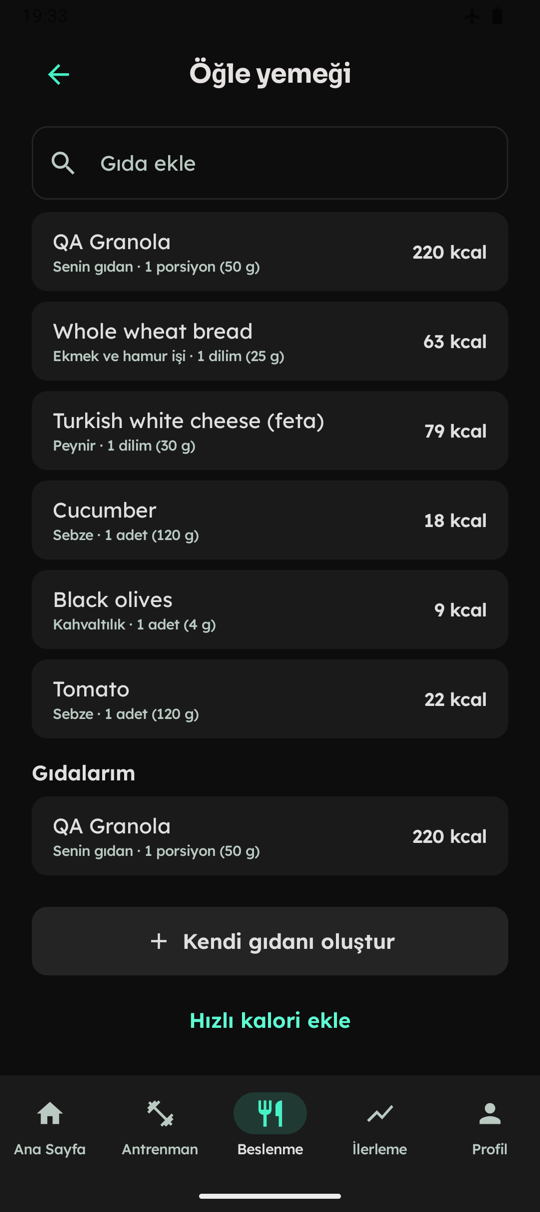 19:33
Öğle yemeği
Gıda ekle
QA Granola
Senin gıdan · 1 porsiyon (50 g)
220 kcal
Whole wheat bread
Ekmek ve hamur işi · 1 dilim (25 g)
63 kcal
Turkish white cheese (feta)
Peynir · 1 dilim (30 g)
79 kcal
Cucumber
Sebze · 1 adet (120 g)
18 kcal
Black olives
Kahvaltılık · 1 adet (4 g)
9 kcal
Tomato
Sebze · 1 adet (120 g)
22 kcal
Gıdalarım
QA Granola
Senin gıdan · 1 porsiyon (50 g)
220 kcal
+ Kendi gıdanı oluştur
Hızlı kalori ekle
Ana Sayfa
Antrenman
Beslenme
İlerleme
Profil